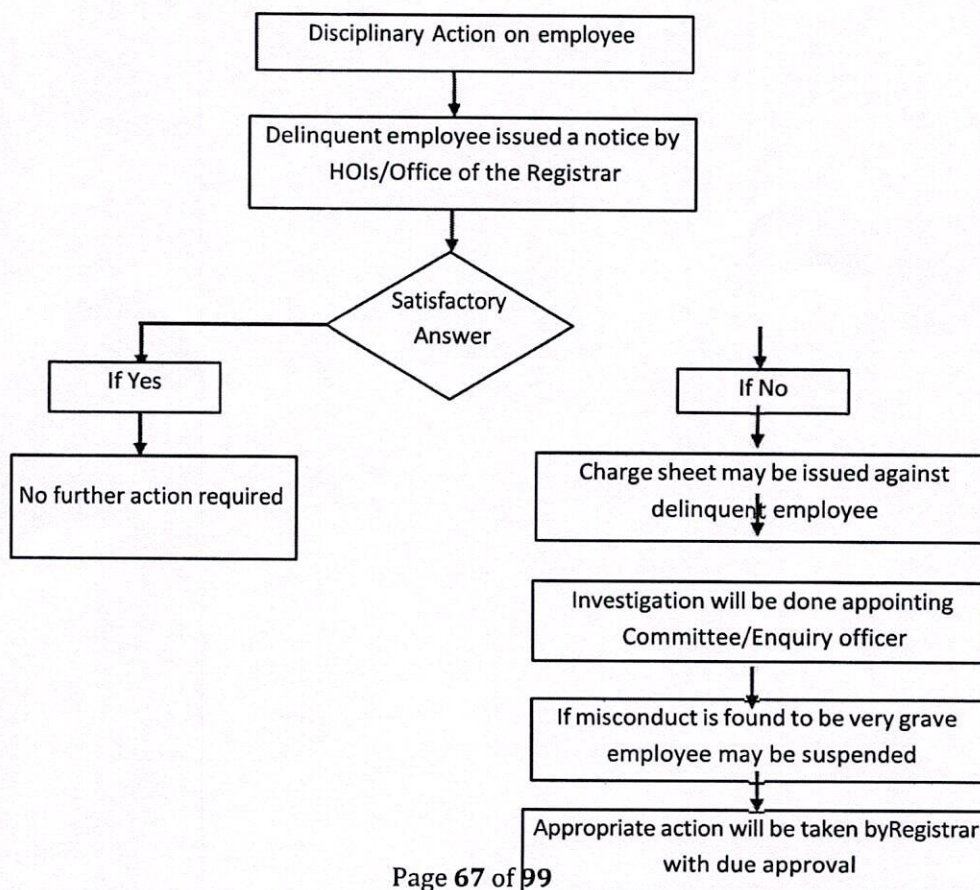 Disciplinary Action on employee
Delinquent employee issued a notice by
HOIs/Office of the Registrar
Satisfactory
Answer
If Yes
If No
No further action required
Charge sheet may be issued against
delinquent employee
Investigation will be done appointing
Committee/Enquiry officer
If misconduct is found to be very grave
employee may be suspended
Appropriate action will be taken byRegistrar
with due approval
Page 67 of 99